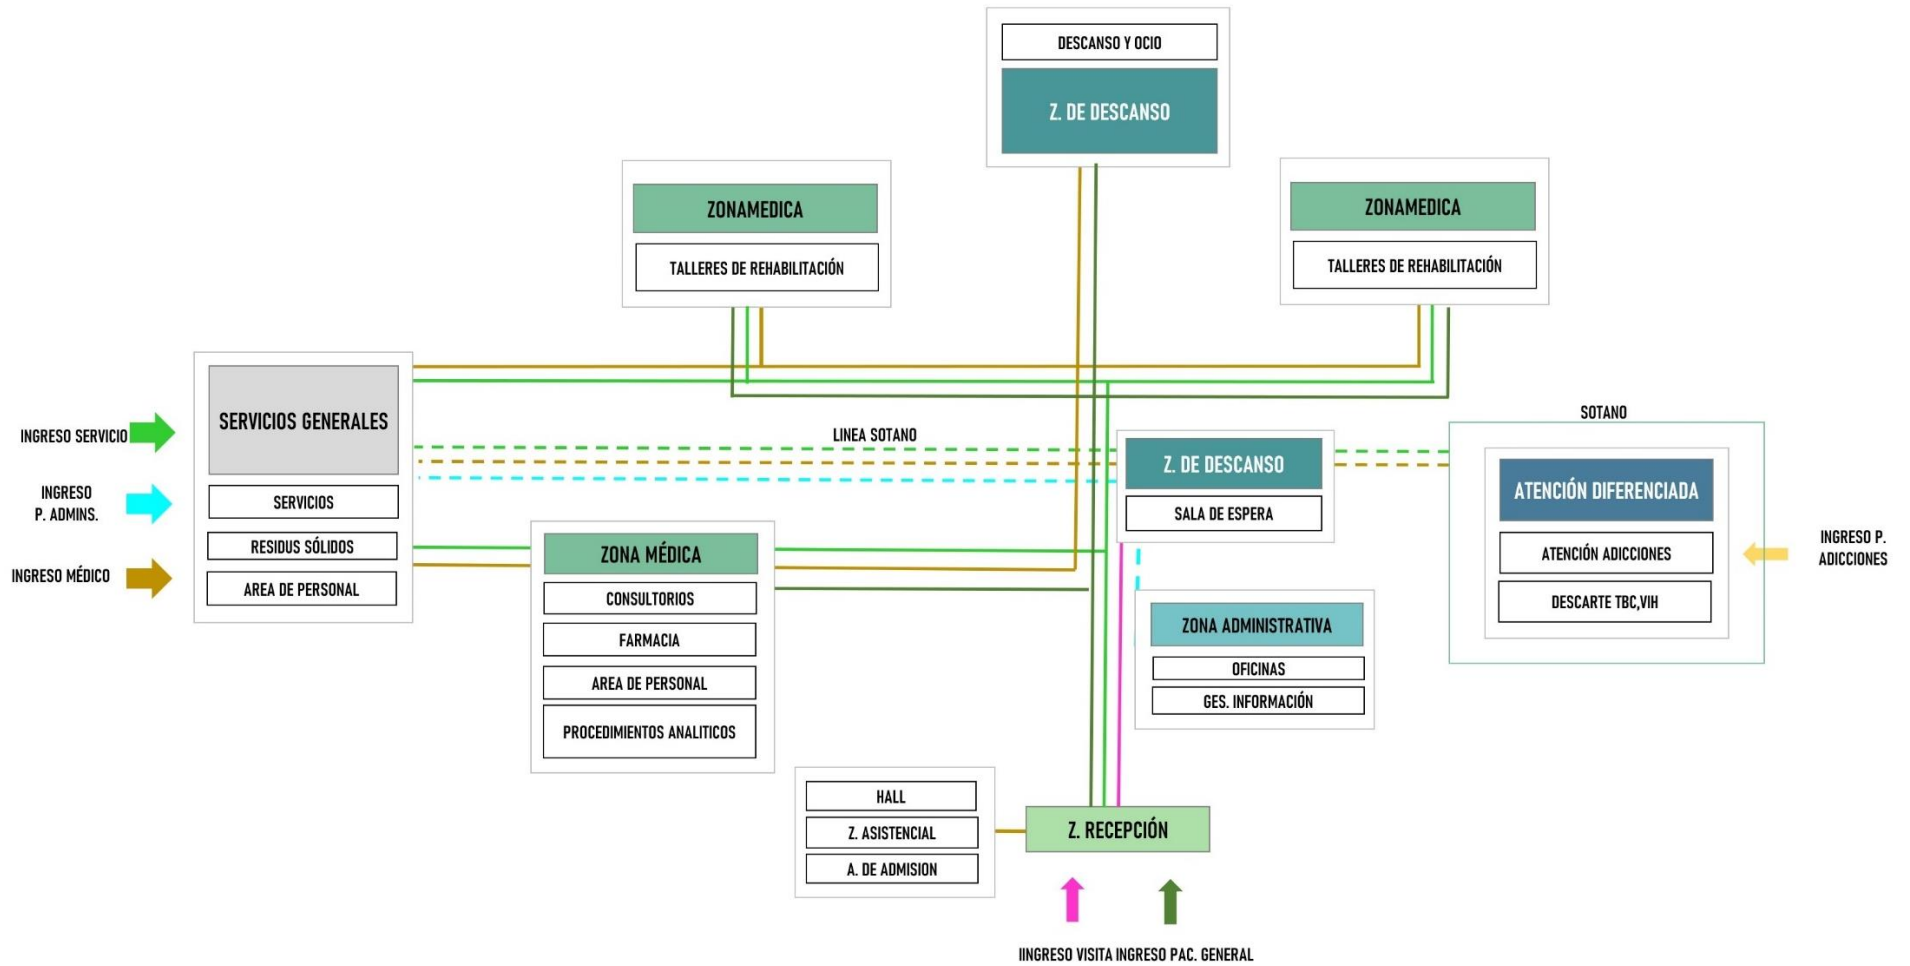 DESCANSO Y OCIO
Z. DE DESCANSO
ZONAMEDICA
TALLERES DE REHABILITACIÓN
ZONAMEDICA
TALLERES DE REHABILITACIÓN
SERVICIOS GENERALES
SERVICIOS
RESIDUS SÓLIDOS
AREA DE PERSONAL
INGRESO SERVICIO
INGRESO
P. ADMINS.
INGRESO MÉDICO
LINEA SOTANO
Z. DE DESCANSO
SALA DE ESPERA
SOTANO
ATENCIÓN DIFERENCIADA
ATENCIÓN ADICCIONES
DESCARTE TBC,VIH
INGRESO P.
ADICCIONES
ZONA MÉDICA
CONSULTORIOS
FARMACIA
AREA DE PERSONAL
PROCEDIMIENTOS ANALITICOS
ZONA ADMINISTRATIVA
OFICINAS
GES. INFORMACIÓN
HALL
Z. ASISTENCIAL
A. DE ADMISION
Z. RECEPCIÓN
IINGRESO VISITA INGRESO PAC. GENERAL